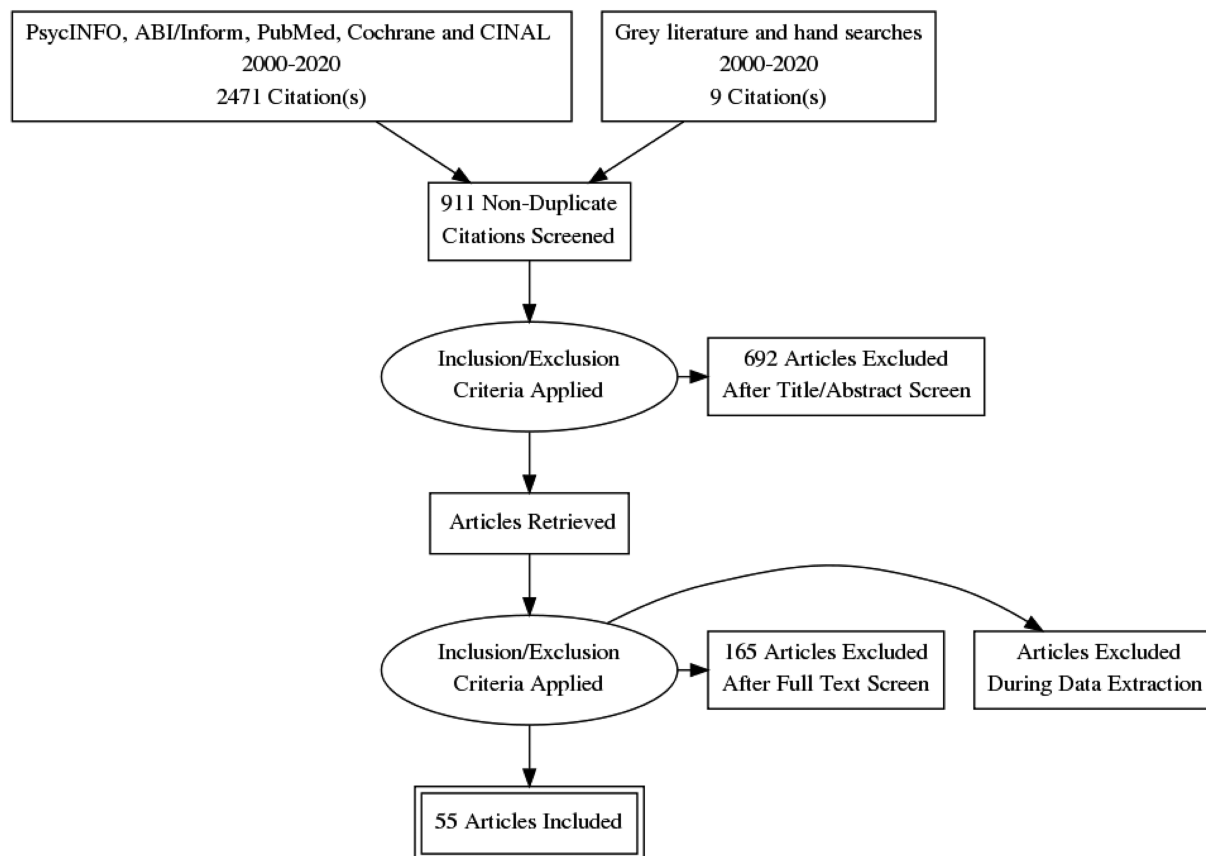 PsycINFO, ABI/Inform, PubMed, Cochrane and CINAL
2000-2020
2471 Citation(s)
Grey literature and hand searches
2000-2020
9 Citation(s)
911 Non-Duplicate
Citations Screened
Inclusion/Exclusion
Criteria Applied
692 Articles Excluded
After Title/Abstract Screen
Articles Retrieved
Inclusion/Exclusion
Criteria Applied
165 Articles Excluded
After Full Text Screen
Articles Excluded
During Data Extraction
55 Articles Included